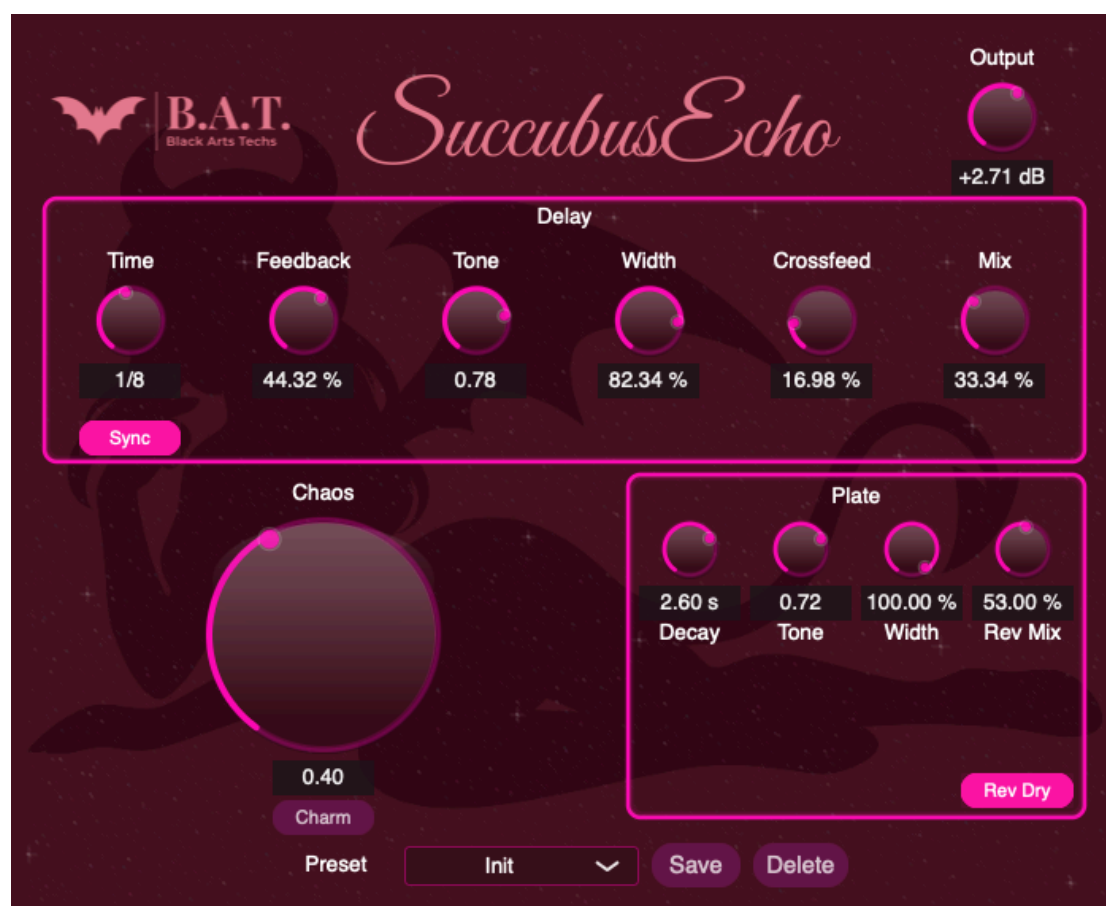 Output
B.A.T.
Black Arts Techs
SuccubusEcho
+2.71 dB
Delay
Time Feedback Tone Width Crossfeed Mix
1/8 44.32 % 0.78 82.34 % 16.98 % 33.34 %
Sync
Chaos
0.40
Charm
Plate
2.60 s 0.72 100.00 % 53.00 %
Decay Tone Width Rev Mix
Rev Dry
Preset Init Save Delete